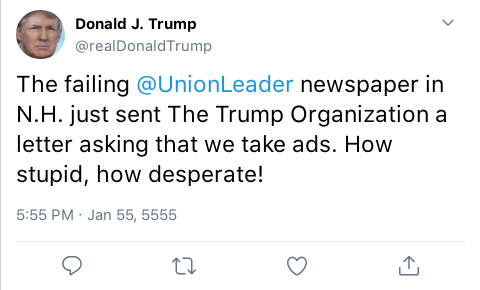 Donald J. Trump
@realDonaldTrump
The failing @UnionLeader newspaper in
N.H. just sent The Trump Organization a
letter asking that we take ads. How
stupid, how desperate!
5:55 PM · Jan 55, 5555